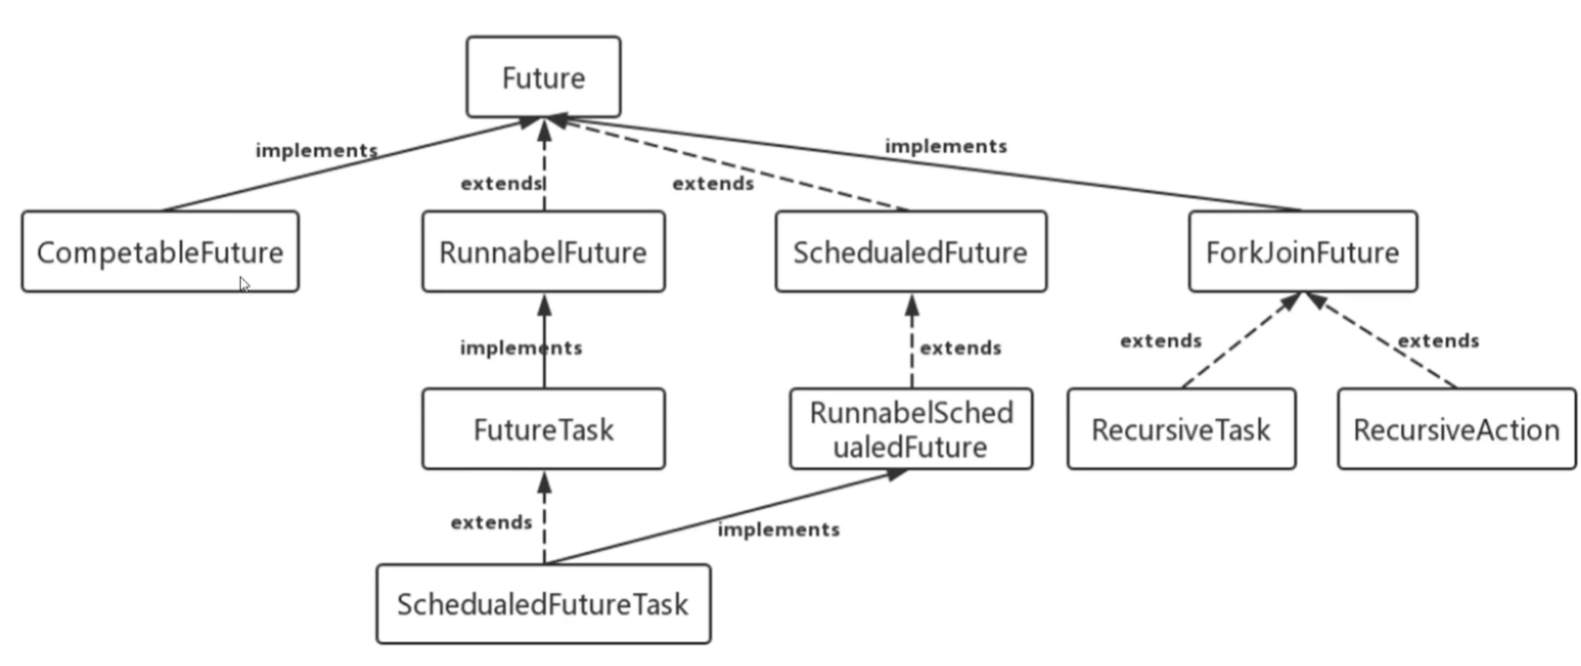 Future
implements
implements
extends
extends
CompetableFuture
RunnabelFuture
SchedualedFuture
ForkJoinFuture
implements
extends
extends
extends
FutureTask
RunnabelSched
ualedFuture
RecursiveTask
RecursiveAction
extends
implements
SchedualedFutureTask